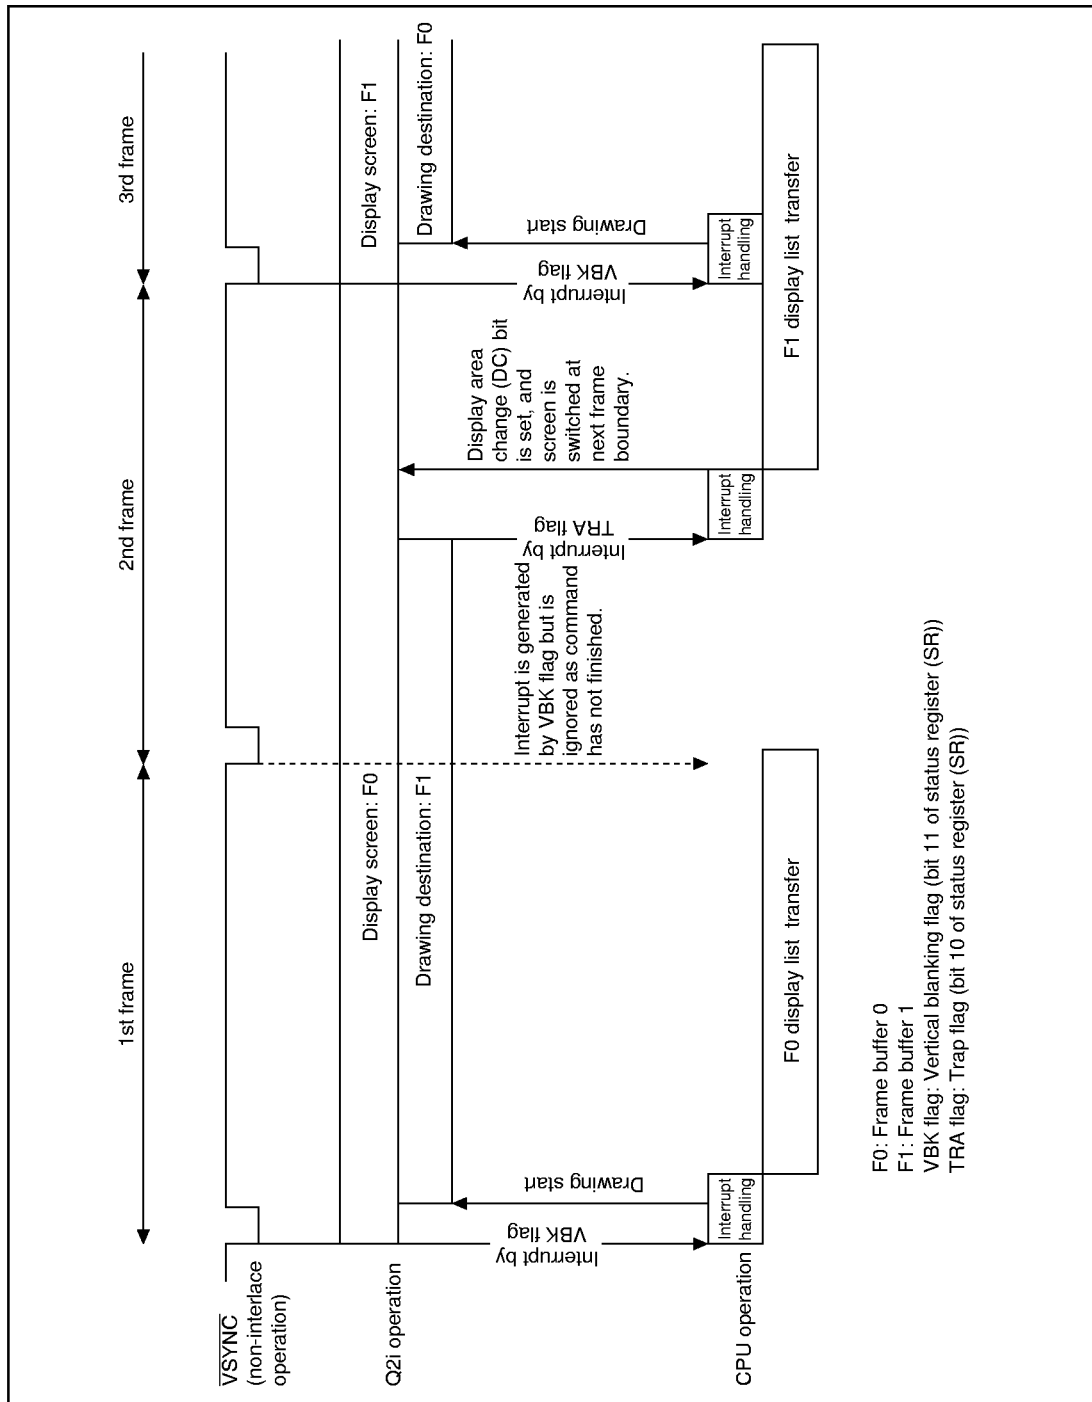 1st frame
2nd frame
3rd frame
VSYNC
(non-interlace
operation)
Q2i operation
Display screen: F0
Display screen: F1
Drawing destination: F1
Drawing destination: F0
Interrupt by
VBK flag
Drawing start
Interrupt is generated
by VBK flag but is
ignored as command
has not finished.
Interrupt by
TRA flag
Display area
change (DC) bit
is set, and
screen is
switched at
next frame
boundary.
Interrupt by
VBK flag
Drawing start
CPU operation
Interrupt
handling
Interrupt
handling
Interrupt
handling
F0 display list transfer
F1 display list transfer
F0: Frame buffer 0
F1: Frame buffer 1
VBK flag: Vertical blanking flag (bit 11 of status register (SR))
TRA flag: Trap flag (bit 10 of status register (SR))